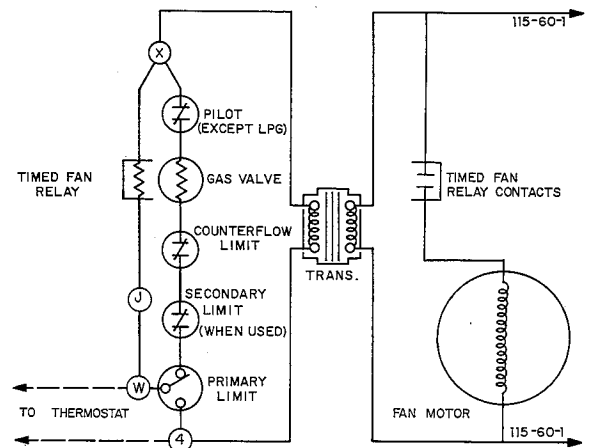 115-60-1
X
PILOT
(EXCEPT LPG)
TIMED FAN
RELAY
GAS VALVE
TIMED FAN
RELAY CONTACTS
COUNTERFLOW
LIMIT
TRANS.
J
SECONDARY
LIMIT
(WHEN USED)
W
PRIMARY
LIMIT
TO THERMOSTAT
FAN MOTOR
4
115-60-1